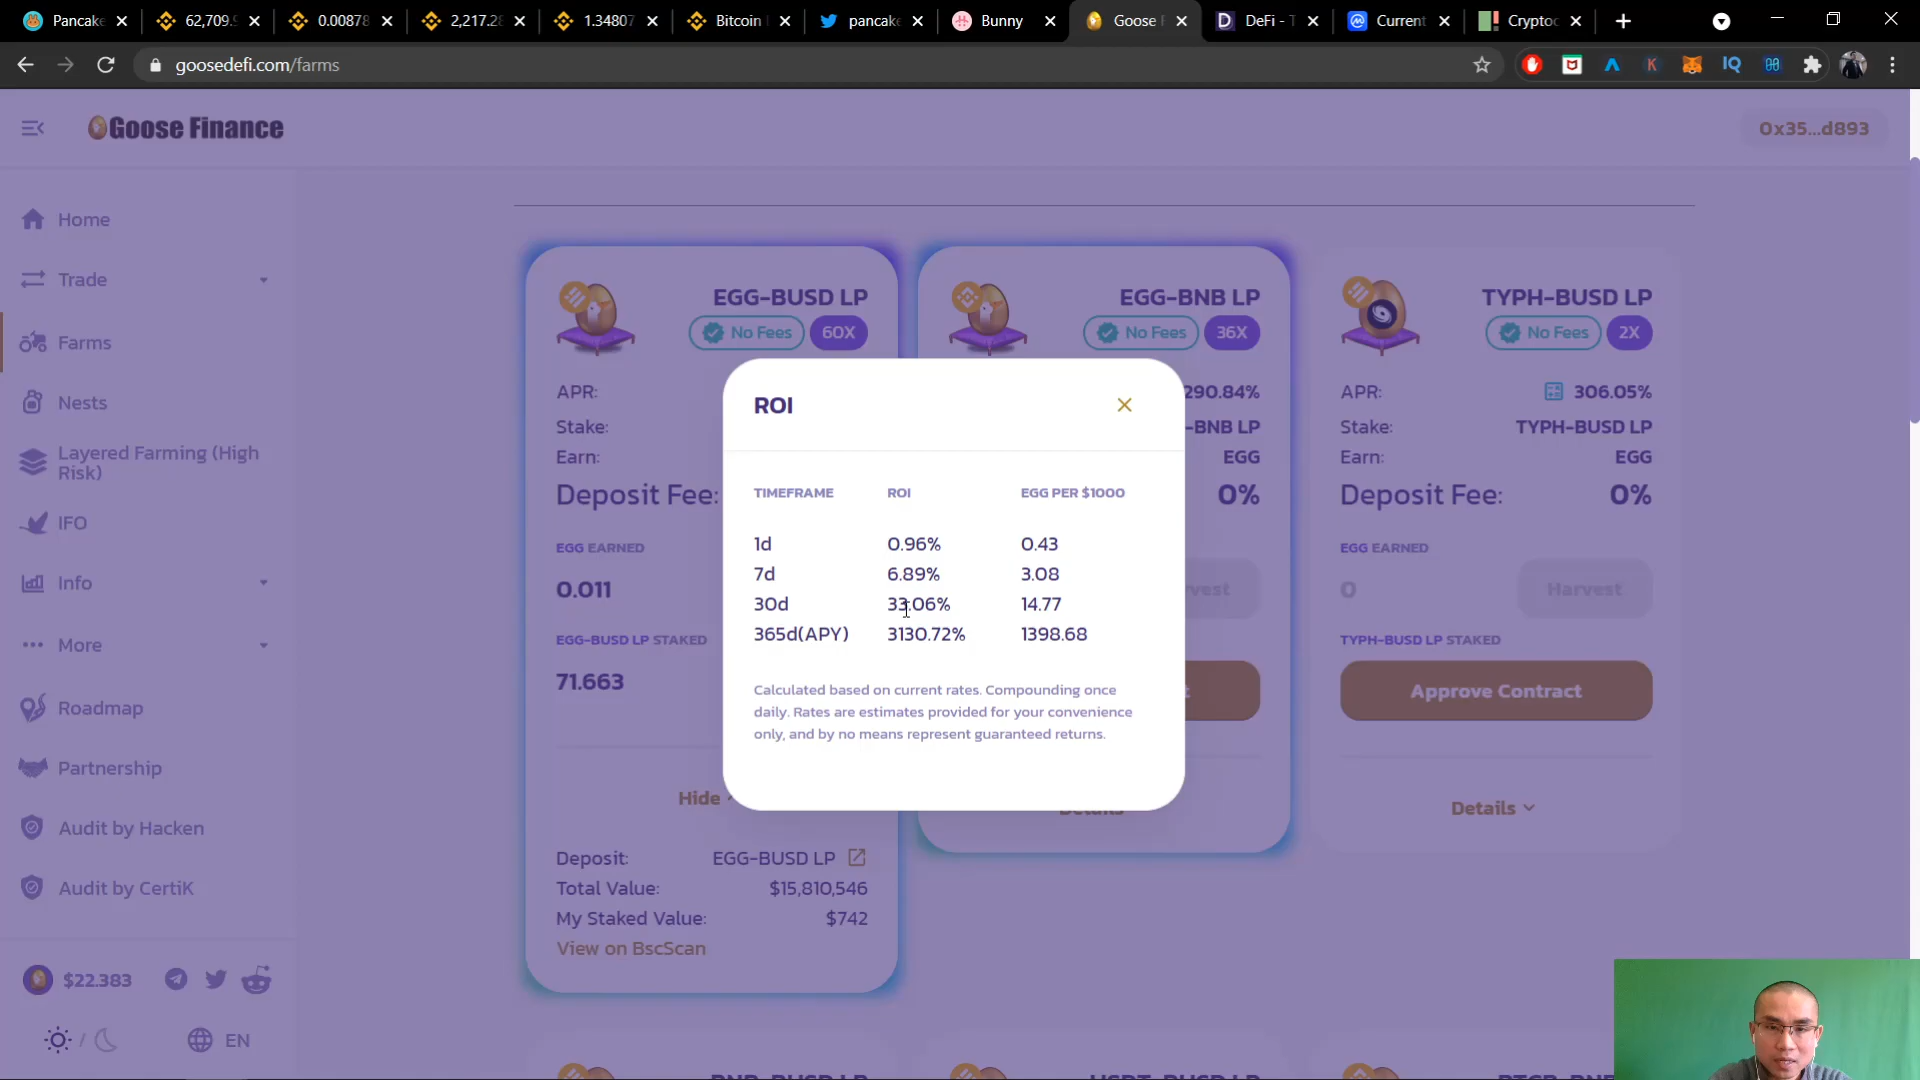 Pancake
62,709.9
0.00878
2,217.28
1.34807
Bitcoin
pancake
Bunny
Goose F
DeFi - T
Current
Cryptoc
goosedefi.com/farms
Goose Finance
0x35...d893
Home
Trade
Farms
Nests
Layered Farming (High
Risk)
IFO
Info
More
Roadmap
Partnership
Audit by Hacken
Audit by CertiK
$22.383
EN
EGG-BUSD LP
No Fees
60X
APR:
Stake:
Earn:
Deposit Fee:
EGG EARNED
0.011
EGG-BUSD LP STAKED
71.663
Hide
Deposit:
EGG-BUSD LP
Total Value:
$15,810,546
My Staked Value:
$742
View on BscScan
EGG-BNB LP
No Fees
36X
290.84%
-BNB LP
EGG
0%
Details
TYPH-BUSD LP
No Fees
2X
APR:
306.05%
Stake:
TYPH-BUSD LP
Earn:
EGG
Deposit Fee:
0%
EGG EARNED
0
Harvest
TYPH-BUSD LP STAKED
Approve Contract
Details
ROI
TIMEFRAME ROI EGG PER $1000
1d 0.96% 0.43
7d 6.89% 3.08
30d 33.06% 14.77
365d(APY) 3130.72% 1398.68
Calculated based on current rates. Compounding once
daily. Rates are estimates provided for your convenience
only, and by no means represent guaranteed returns.